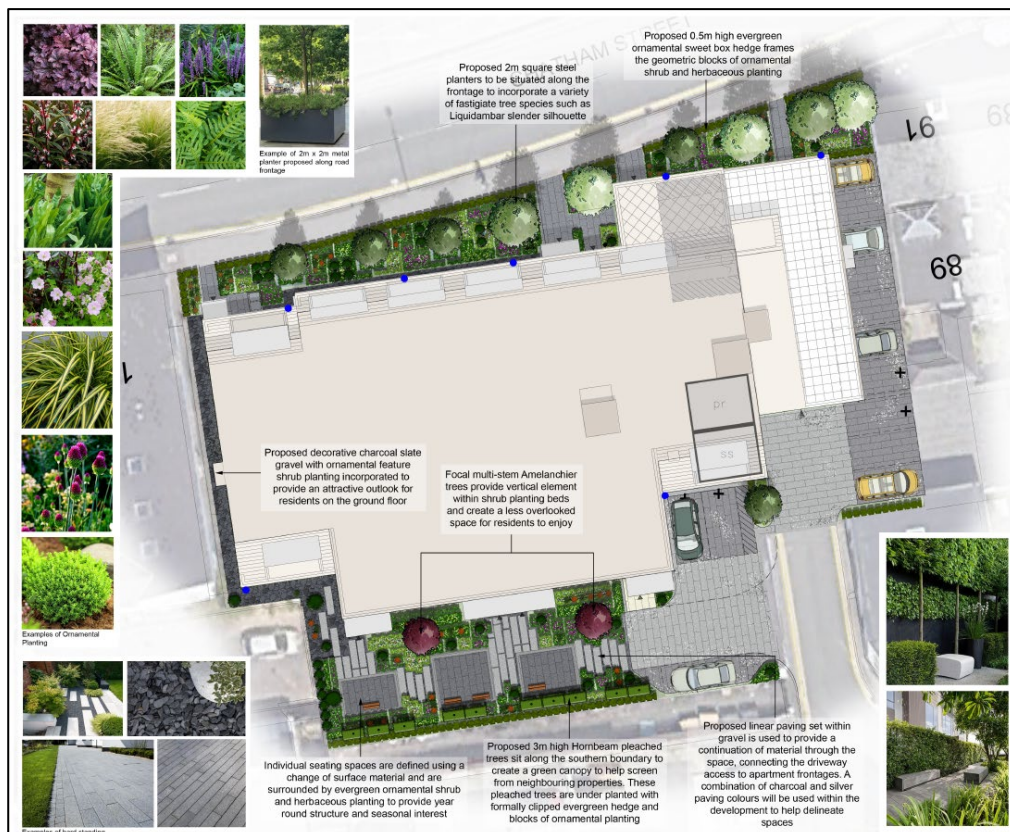 Proposed 0.5m high evergreen
ornamental sweet box hedge frames
the geometric blocks of ornamental
shrub and herbaceous planting
Proposed 2m square steel
planters to be situated along the
frontage to incorporate a variety
of fastigiate tree species such as
Liquidambar slender silhouette
Example of 2m x 2m metal
planter proposed along road
frontage
91
89
1
pr
ss
Proposed decorative charcoal slate
gravel with ornamental feature
shrub planting incorporated to
provide an attractive outlook for
residents on the ground floor
Focal multi-stem Amelanchier
trees provide vertical element
within shrub planting beds
and create a less overlooked
space for residents to enjoy
Examples of Ornamental
Planting
Individual seating spaces are defined using a
change of surface material and are
surrounded by evergreen ornamental shrub
and herbaceous planting to provide year
round structure and seasonal interest
Proposed 3m high Hornbeam pleached
trees sit along the southern boundary to
create a green canopy to help screen
from neighbouring properties. These
pleached trees are under planted with
formally clipped evergreen hedge and
blocks of ornamental planting
Proposed linear paving set within
gravel is used to provide a
continuation of material through the
space, connecting the driveway
access to apartment frontages. A
combination of charcoal and silver
paving colours will be used within the
development to help delineate
spaces
Examples of hard standing